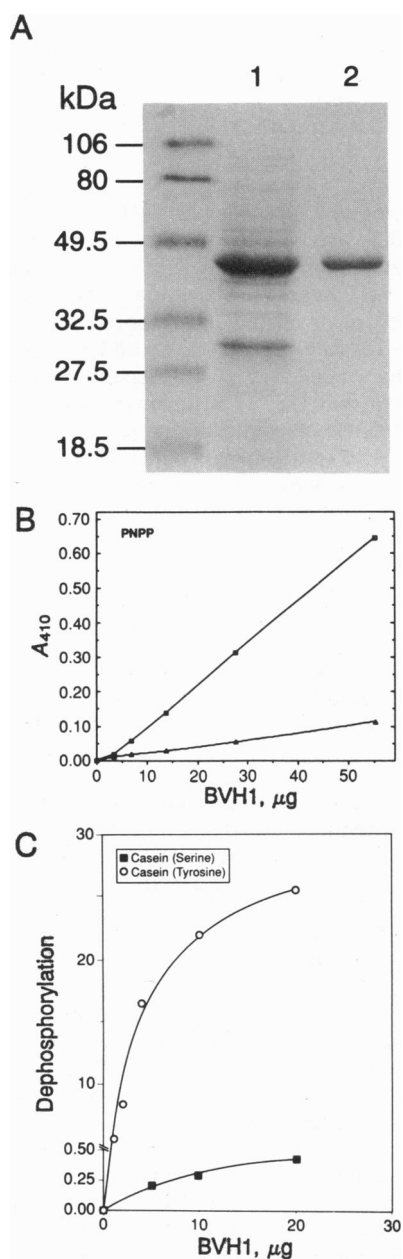 A
1 2
kDa
106
80
49.5
32.5
27.5
18.5
B
0.70
PNPP
0.60
0.50
A410
0.40
0.30
0.20
0.10
0.00
0 10 20 30 40 50
BVH1, μg
C
30
■ Casein (Serine)
○ Casein (Tyrosine)
20
Dephosphorylation
10
0.50
0.25
0.00
0 10 20 30
BVH1, μg